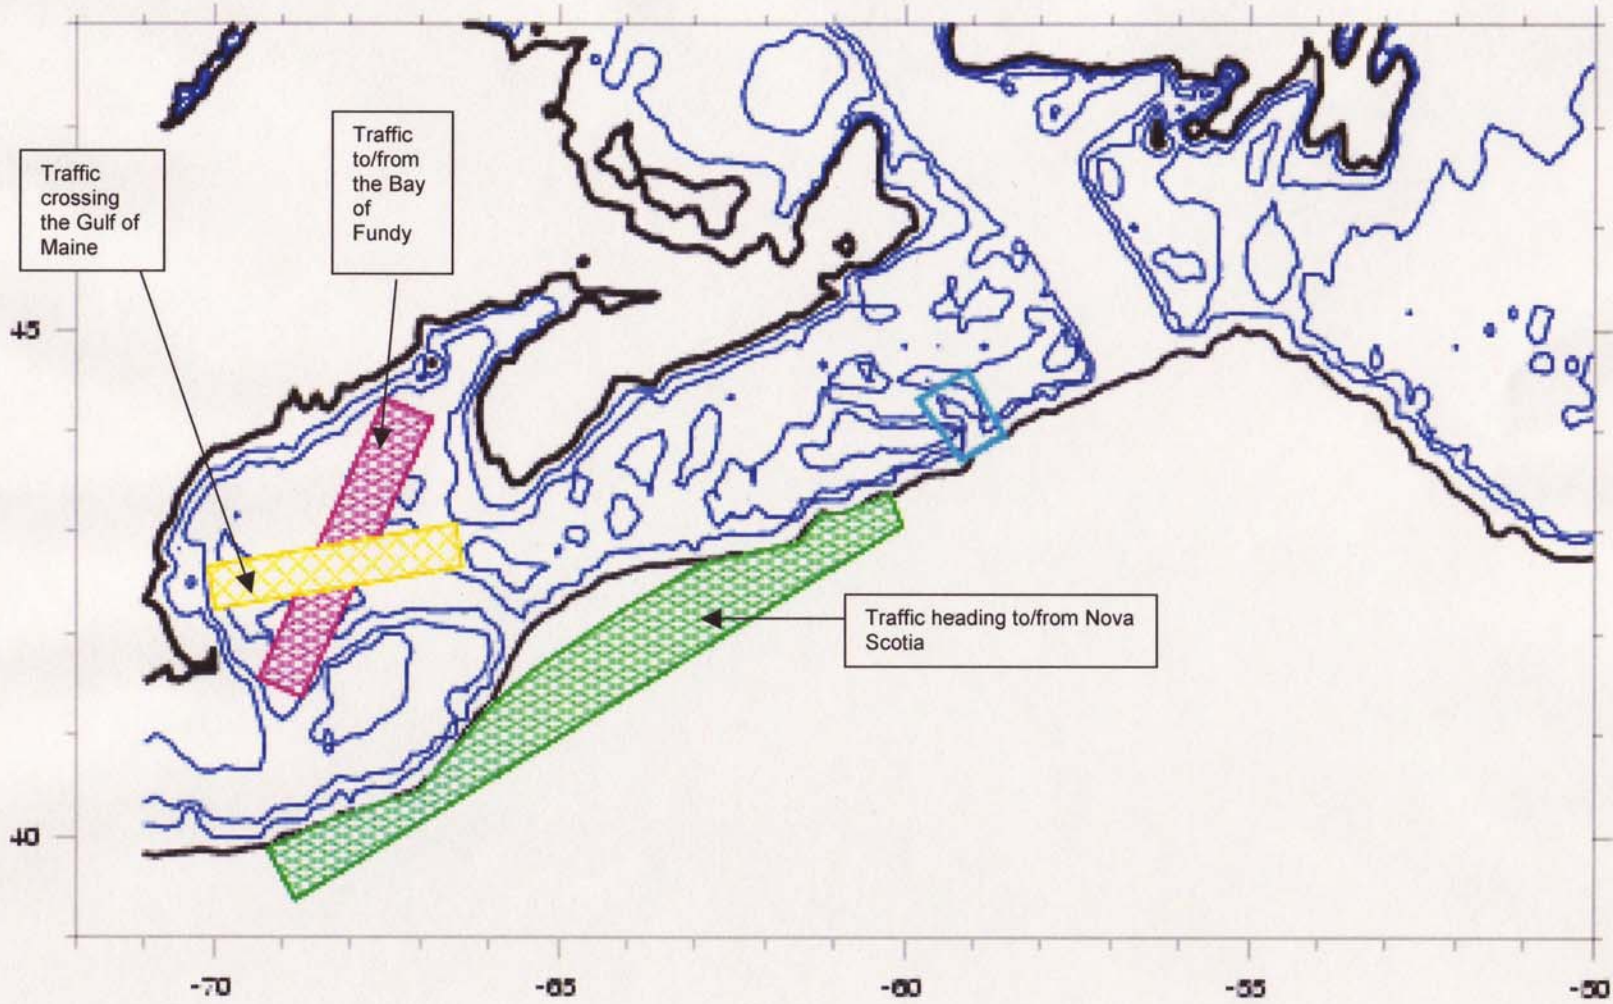 Traffic
to/from
the Bay
of
Fundy
Traffic
crossing
the Gulf of
Maine
45
Traffic heading to/from Nova
Scotia
40
-70
-65
-60
-55
-50